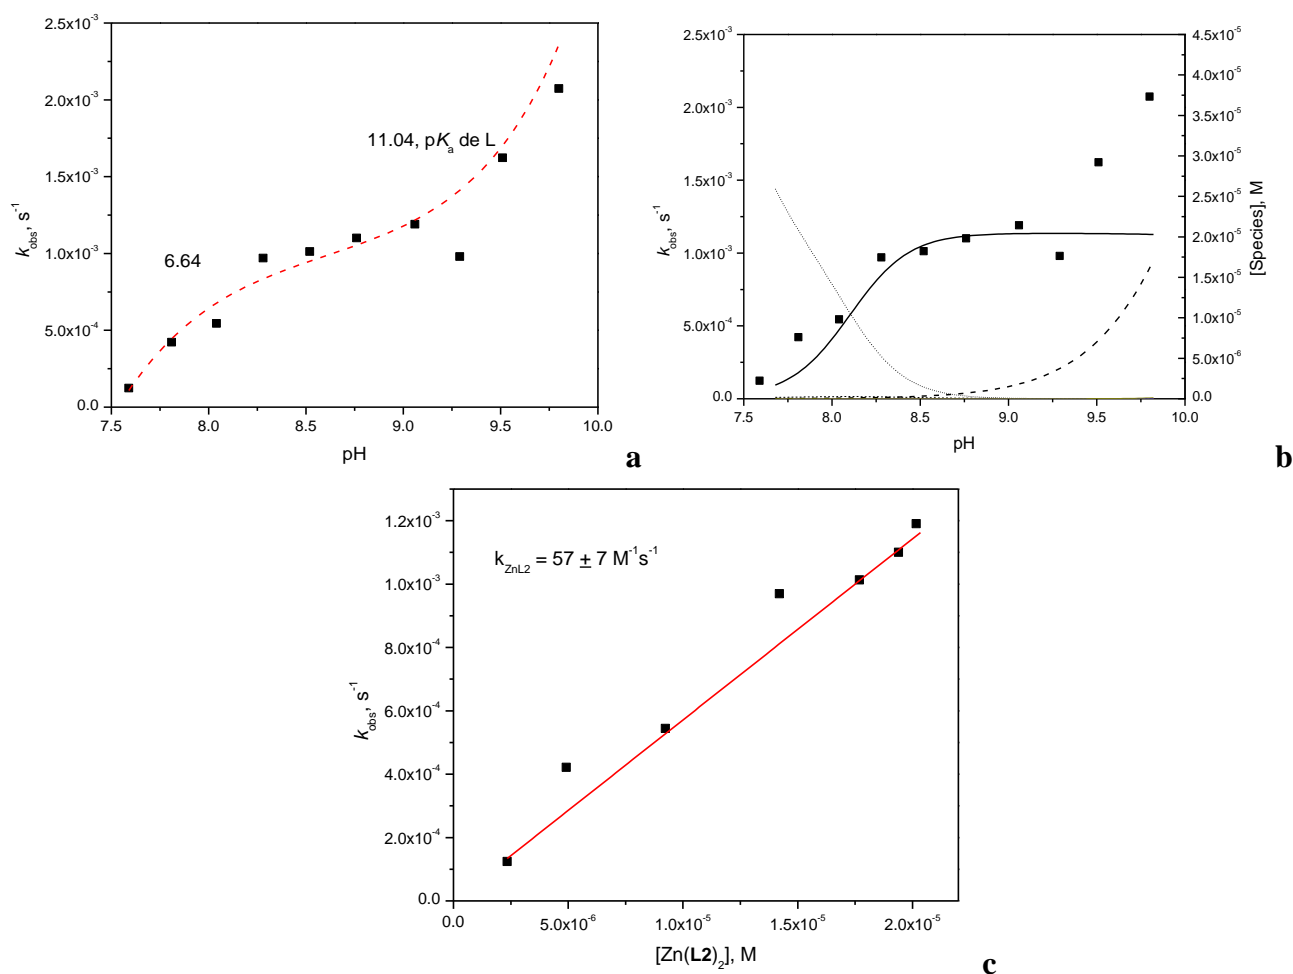 2.5x10⁻³
2.0x10⁻³
1.5x10⁻³
1.0x10⁻³
5.0x10⁻⁴
0.0
k_obs, s⁻¹
11.04, pK_a de L
6.64
7.5 8.0 8.5 9.0 9.5 10.0
pH
a
2.5x10⁻³
2.0x10⁻³
1.5x10⁻³
1.0x10⁻³
5.0x10⁻⁴
0.0
k_obs, s⁻¹
4.5x10⁻⁵
4.0x10⁻⁵
3.5x10⁻⁵
3.0x10⁻⁵
2.5x10⁻⁵
2.0x10⁻⁵
1.5x10⁻⁵
1.0x10⁻⁵
5.0x10⁻⁶
0.0
[Species], M
7.5 8.0 8.5 9.0 9.5 10.0
pH
b
1.2x10⁻³
1.0x10⁻³
8.0x10⁻⁴
6.0x10⁻⁴
4.0x10⁻⁴
2.0x10⁻⁴
0.0
k_obs, s⁻¹
k_ZnL2 = 57 ± 7 M⁻¹s⁻¹
0.0 5.0x10⁻⁶ 1.0x10⁻⁵ 1.5x10⁻⁵ 2.0x10⁻⁵
[Zn(L2)₂], M
c